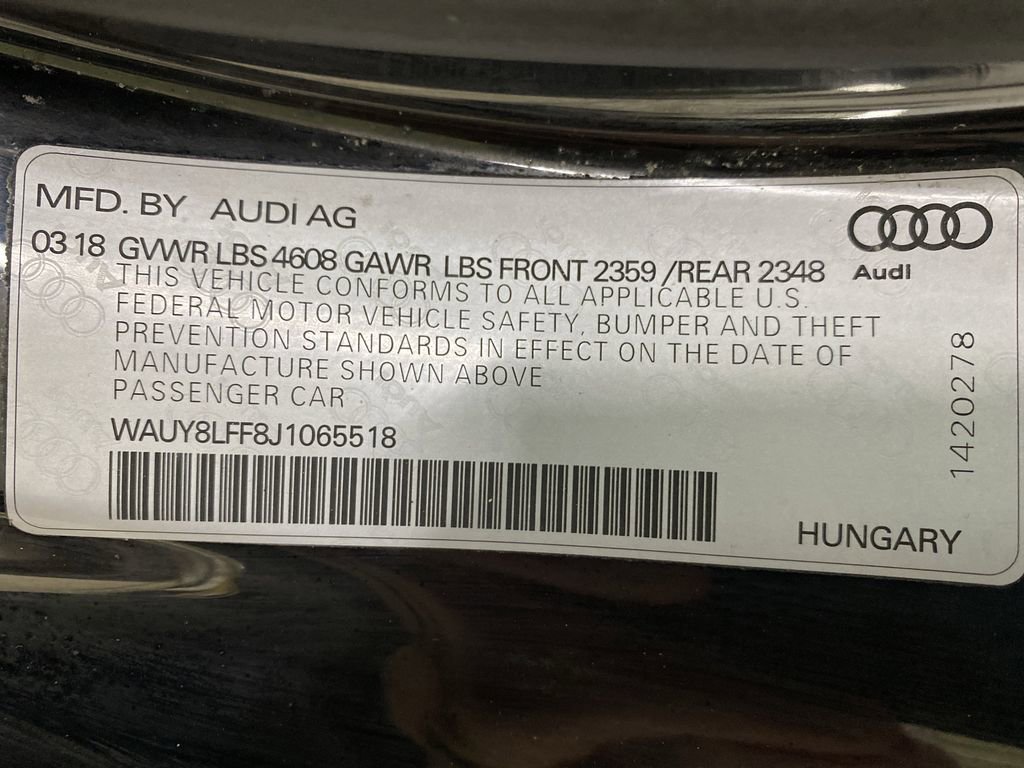 MFD. BY AUDI AG
03 18 GVWR LBS 4608 GAWR LBS FRONT 2359 /REAR 2348
THIS VEHICLE CONFORMS TO ALL APPLICABLE U.S.
FEDERAL MOTOR VEHICLE SAFETY, BUMPER AND THEFT
PREVENTION STANDARDS IN EFFECT ON THE DATE OF
MANUFACTURE SHOWN ABOVE
PASSENGER CAR
WAUY8LFF8J1065518
Audi
1420278
HUNGARY